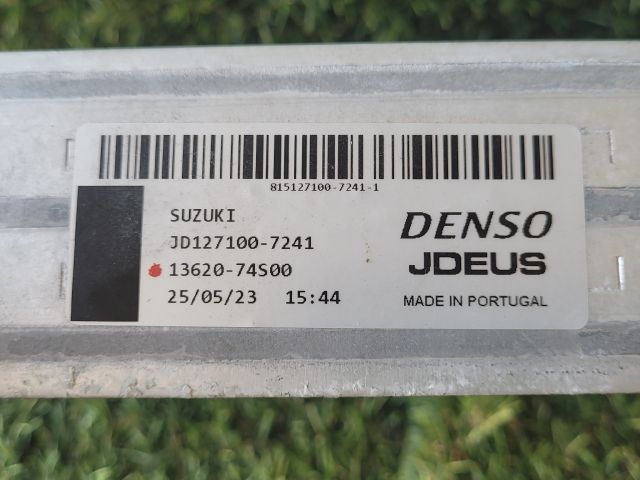 815127100-7241-1
SUZUKI
JD127100-7241
13620-74S00
25/05/23 15:44
DENSO
JDEUS
MADE IN PORTUGAL